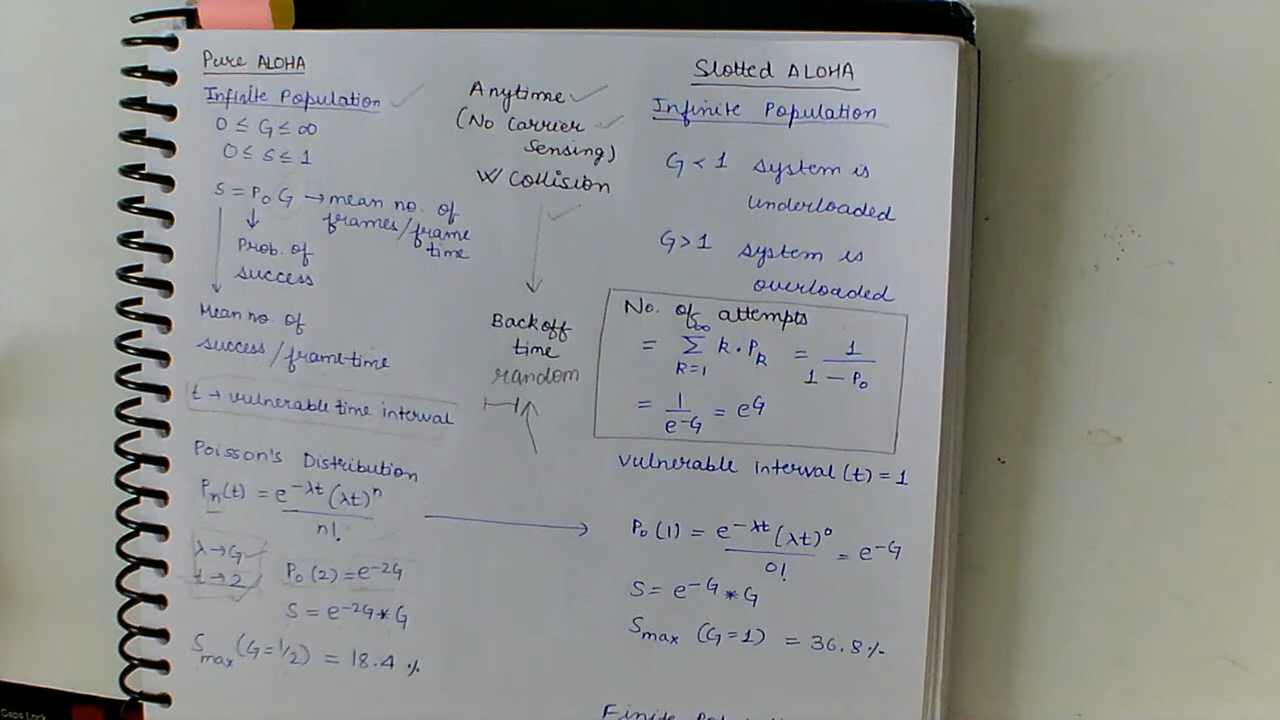 Pure ALOHA
Infinite Population ✓
0 ≤ G ≤ ∞
0 ≤ S ≤ 1
S = P₀ G → mean no. of
frames/frame
time
Prob. of
success
Mean no. of
success/frame time
t → vulnerable time interval
Poisson's Distribution
Pn(t) = e^-λt (λt)^n
n!
λ → G
t → 2
P₀(2) = e^-2G
S = e^-2G * G
Smax (G=1/2) = 18.4 %
Anytime ✓
(No carrier ✓
sensing)
W Collision
✓
Back off
time
random
Slotted ALOHA
Infinite Population
G < 1 system is
underloaded
G > 1 system is
overloaded
No. of attempts
= ∞Σk=1 k.Pk = 1/(1 - P₀)
= 1/e^-G = e^G
vulnerable interval (t) = 1
P₀(1) = e^-λt (λt)^0 / 0! = e^-G
S = e^-G * G
Smax (G=1) = 36.8 %
Caps Lock